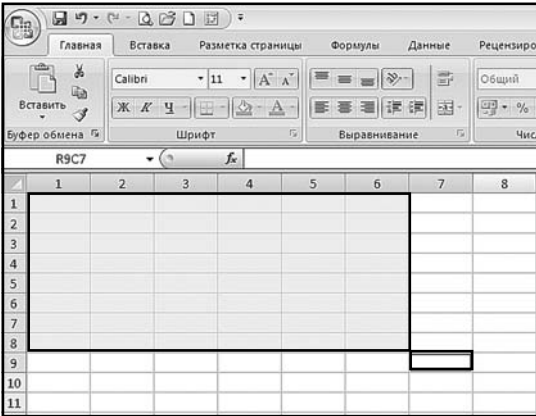 Главная Вставка Разметка страницы Формулы Данные Рецензиро
Вставить Calibri 11 A A Общий
Ж К Ч %
Буфер обмена Шрифт Выравнивание Чис
R9C7 fx
1 2 3 4 5 6 7 8
1
2
3
4
5
6
7
8
9
10
11